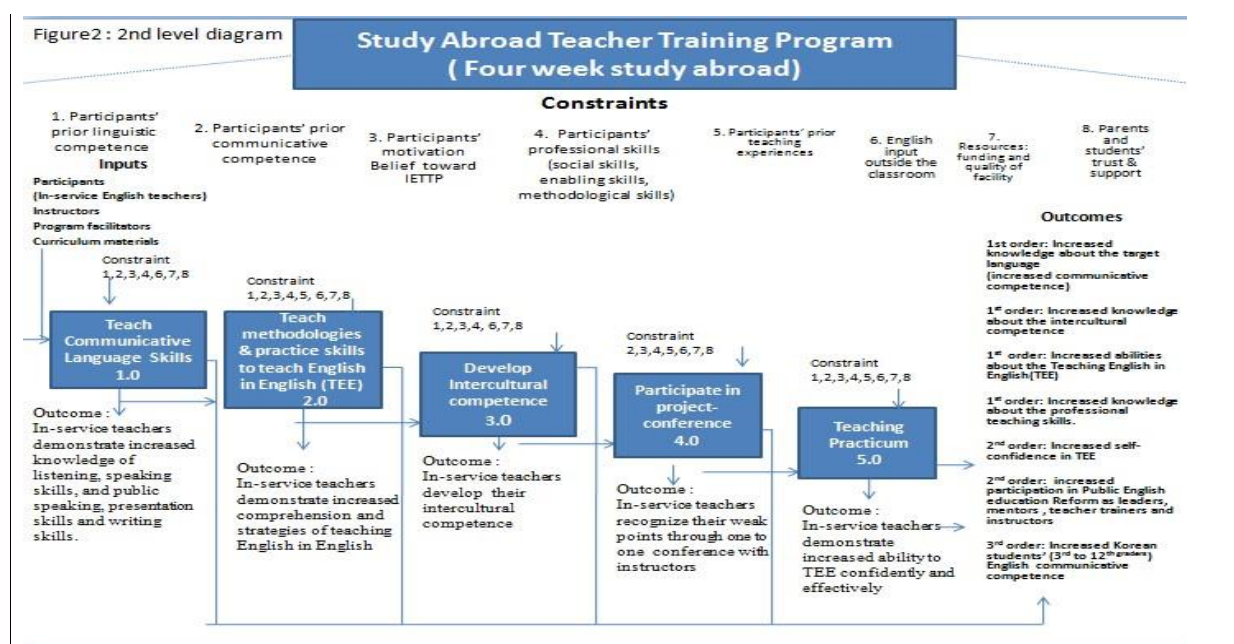 Figure2 : 2nd level diagram
Study Abroad Teacher Training Program
( Four week study abroad)
Constraints
1. Participants'
prior linguistic
competence
2. Participants' prior
communicative
competence
3. Participants'
motivation
Belief toward
IETTP
4. Participants'
professional skills
(social skills,
enabling skills,
methodological skills)
5. Participants' prior
teaching
experiences
6. English
input
outside the
classroom
7.
Resources:
funding and
quality of
facility
8. Parents
and
students'
trust &
support
Inputs
Participants
(In-service English teachers)
Instructors
Program facilitators
Curriculum materials
Constraint
1,2,3,4,6,7,8
Teach
Communicative
Language Skills
1.0
Outcome :
In-service teachers
demonstrate increased
knowledge of
listening, speaking
skills, and public
speaking, presentation
skills and writing
skills.
Constraint
1,2,3,4,5, 6,7,8
Teach
methodologies
& practice skills
to teach English
in English (TEE)
2.0
Outcome :
In-service teachers
demonstrate increased
comprehension and
strategies of teaching
English in English
Constraint
1,2,3,4, 6,7,8
Develop
Intercultural
competence
3.0
Outcome :
In-service teachers
develop their
intercultural
competence
Constraint
2,3,4,5,6,7,8
Participate in
project-
conference
4.0
Outcome :
In-service teachers
recognize their weak
points through one to
one conference with
instructors
Constraint
1,2,3,4,5,6,7,8
Teaching
Practicum
5.0
Outcome :
In-service teachers
demonstrate
increased ability to
TEE confidently and
effectively
Outcomes
1st order: Increased
knowledge about the target
language
(increased communicative
competence)
1st order: Increased knowledge
about the intercultural
competence
1st order: Increased abilities
about the Teaching English in
English(TEE)
1st order: Increased knowledge
about the professional
teaching skills.
2nd order: Increased self-
confidence in TEE
2nd order: increased
participation in Public English
education Reform as leaders,
mentors , teacher trainers and
instructors
3rd order: Increased Korean
students' (3rd to 12th graders)
English communicative
competence